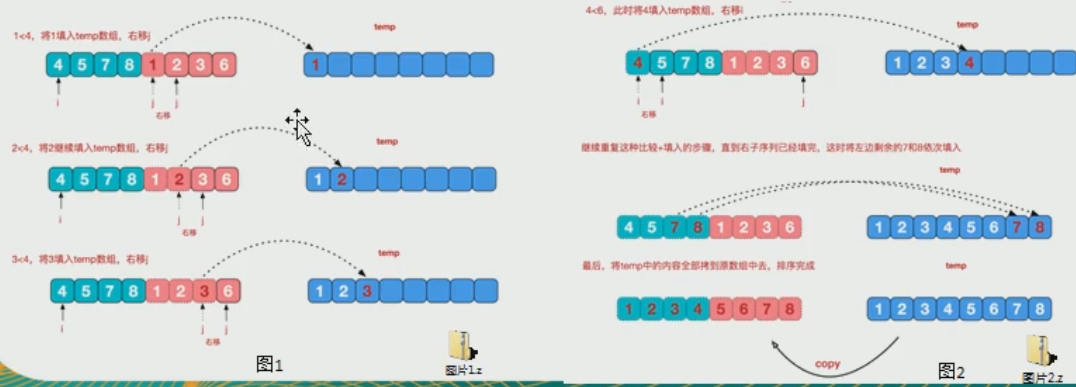 1<4，将1填入temp数组，右移j
temp
4 5 7 8 1 2 3 6
1
i
j
j
右移
2<4，将2继续填入temp数组，右移j
temp
4 5 7 8 1 2 3 6
1 2
i
j
j
右移
3<4，将3填入temp数组，右移j
temp
4 5 7 8 1 2 3 6
1 2 3
i
j
j
右移
图1
图片1.z
4<6，此时将4填入temp数组，右移i
temp
4 5 7 8 1 2 3 6
1 2 3 4
i
i
j
右移
继续重复这种比较+填入的步骤，直到右子序列已经填完，这时将左边剩余的7和8依次填入
temp
4 5 7 8 1 2 3 6
1 2 3 4 5 6 7 8
最后，将temp中的内容全部拷到原数组中去，排序完成
temp
1 2 3 4 5 6 7 8
1 2 3 4 5 6 7 8
copy
图2
图片2.z